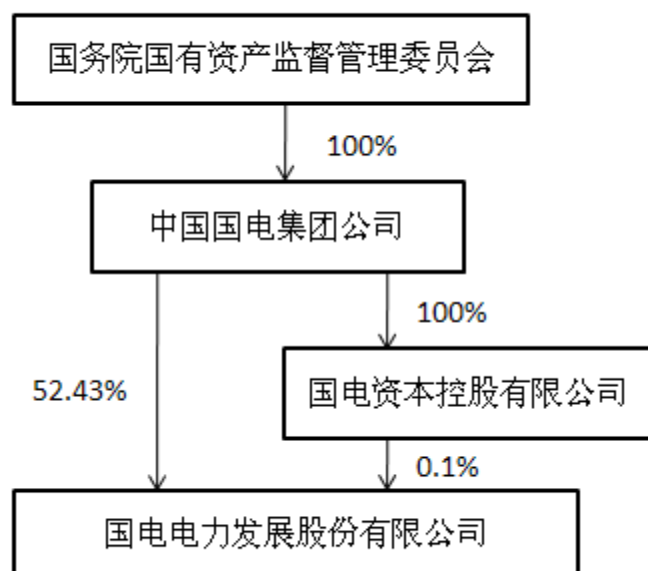 国务院国有资产监督管理委员会
100%
中国国电集团公司
100%
52.43%
国电资本控股有限公司
0.1%
国电电力发展股份有限公司